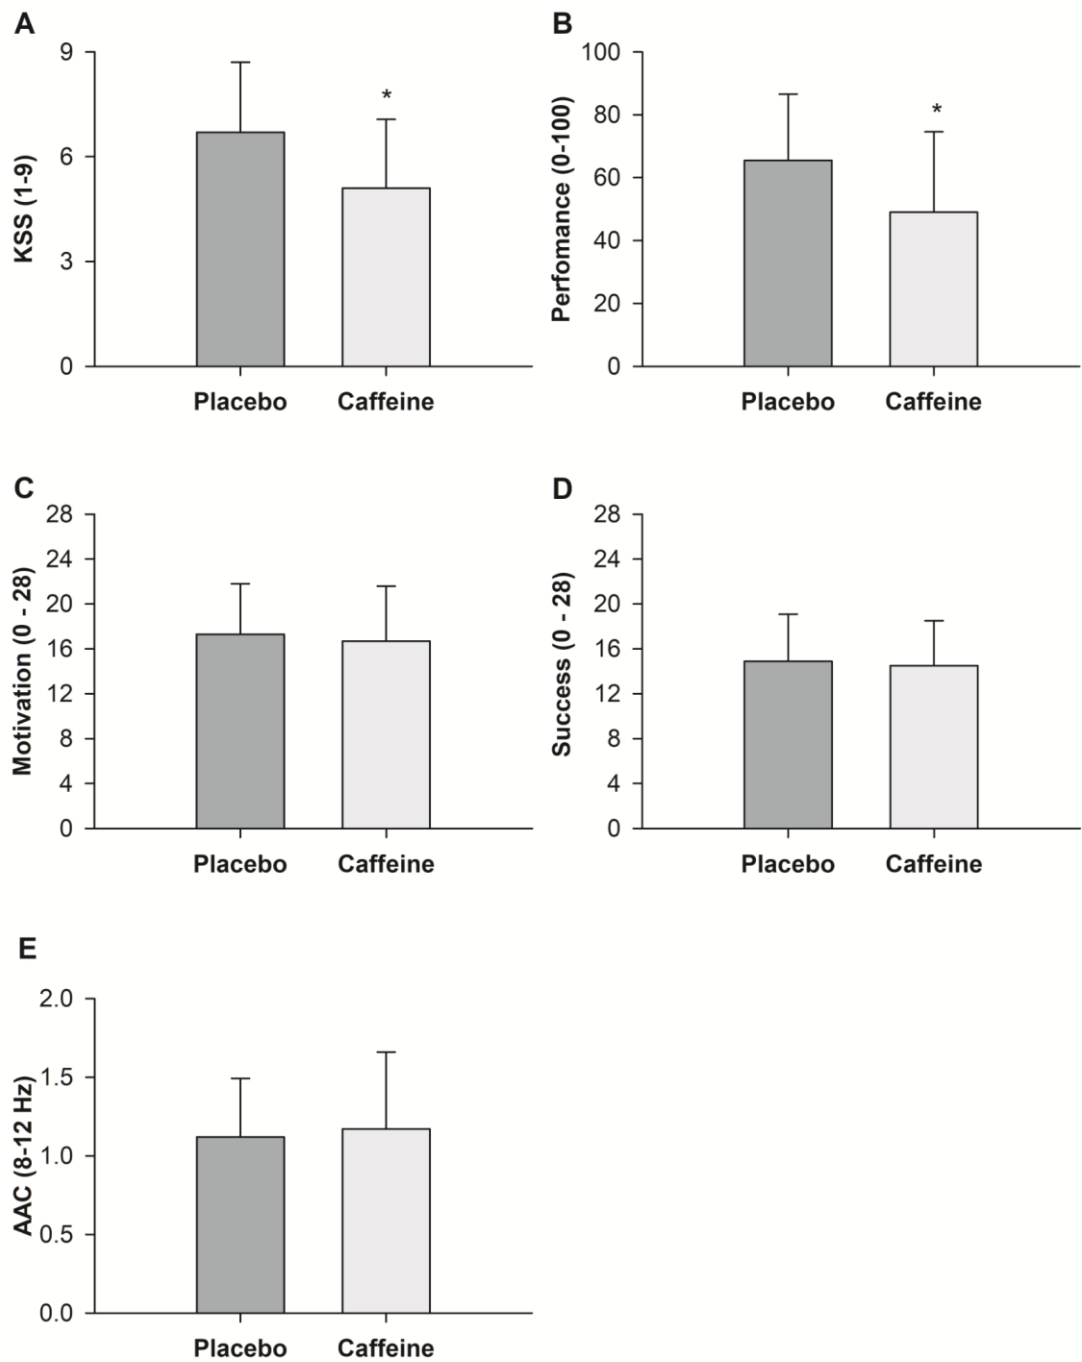 A
KSS (1-9)
9
6
3
0
*
Placebo Caffeine
B
Perfomance (0-100)
100
80
60
40
20
0
*
Placebo Caffeine
C
Motivation (0 - 28)
28
24
20
16
12
8
4
0
Placebo Caffeine
D
Success (0 - 28)
28
24
20
16
12
8
4
0
Placebo Caffeine
E
AAC (8-12 Hz)
2.0
1.5
1.0
0.5
0.0
Placebo Caffeine